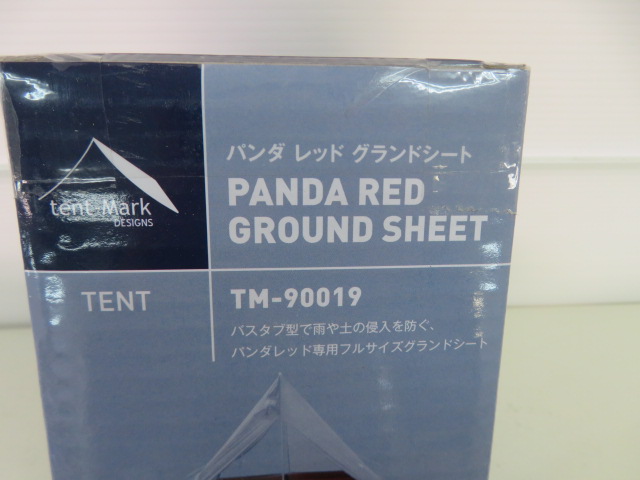 tent-Mark
DESIGNS
パンダ レッド グランドシート
PANDA RED
GROUND SHEET
TENT
TM-90019
バスタブ型で雨や土の侵入を防ぐ、
パンダレッド専用フルサイズグランドシート